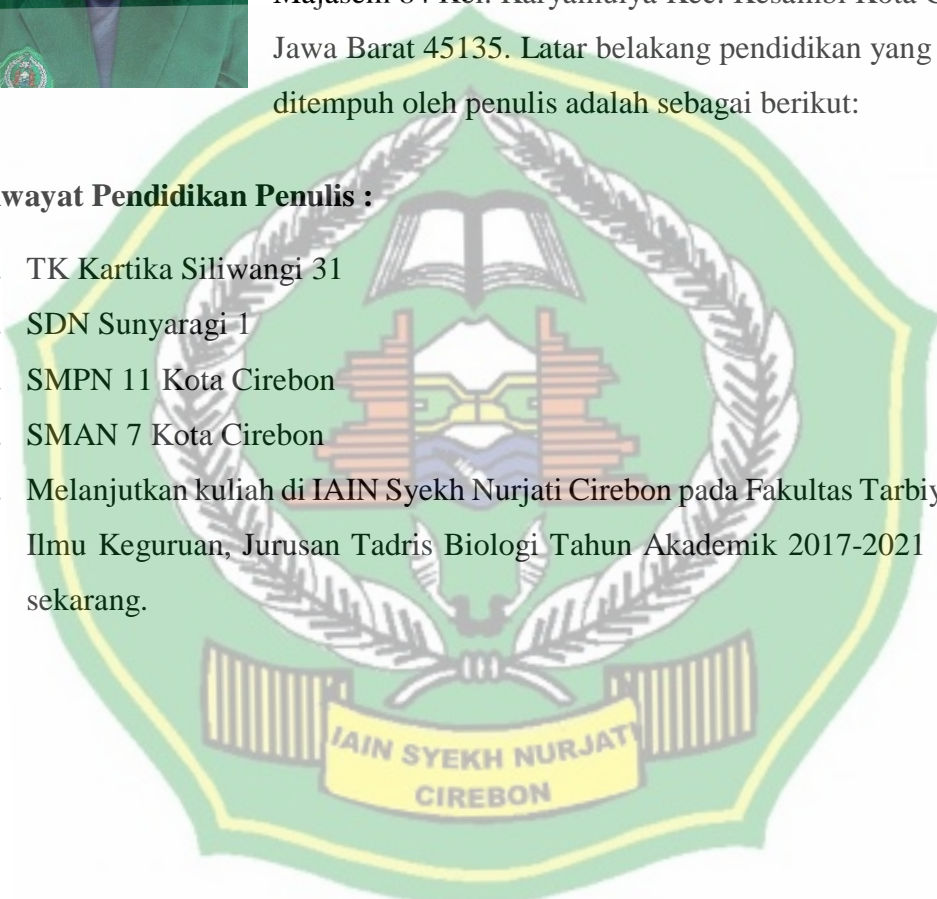 Jawa Barat 45135. Latar belakang pendidikan yang
ditempuh oleh penulis adalah sebagai berikut:
wayat Pendidikan Penulis :
TK Kartika Siliwangi 31
SDN Sunyaragi 1
SMPN 11 Kota Cirebon
SMAN 7 Kota Cirebon
Melanjutkan kuliah di IAIN Syekh Nurjati Cirebon pada Fakultas Tarbiy
Ilmu Keguruan, Jurusan Tadris Biologi Tahun Akademik 2017-2021
sekarang.
IAIN SYEKH NURJATI
CIREBON